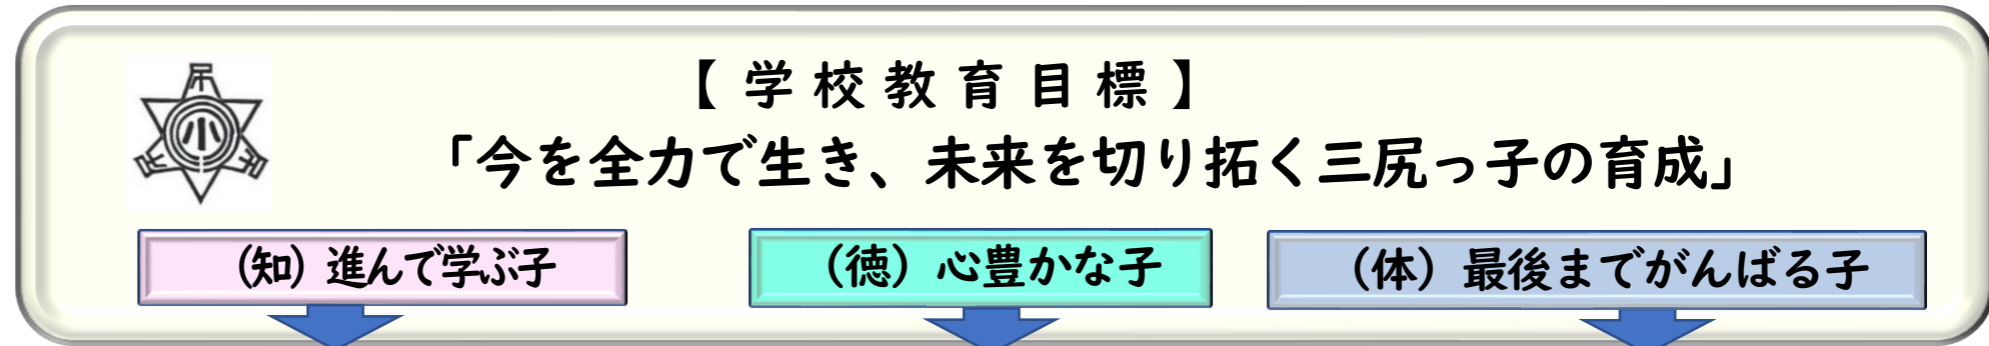 【学校教育目標】
「今を全力で生き、未来を切り拓く三尻っ子の育成」
小
(知) 進んで学ぶ子
(徳) 心豊かな子
(体) 最後までがんばる子